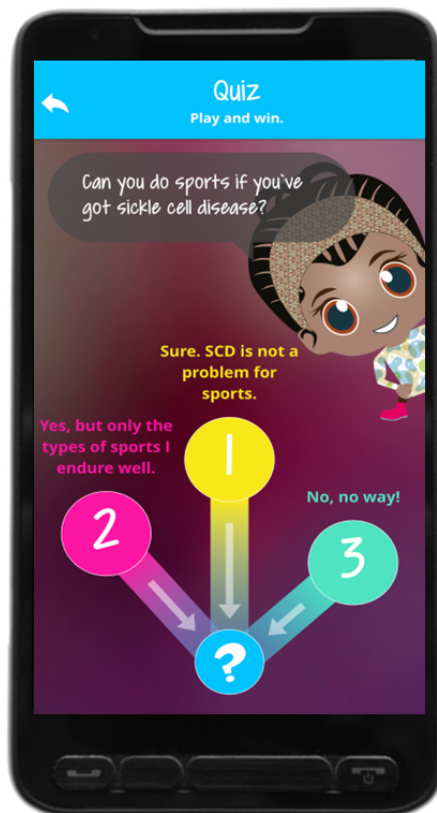 Quiz
Play and win.
Can you do sports if you've
got sickle cell disease?
Sure. SCD is not a
problem for
sports.
Yes, but only the
types of sports I
endure well.
1
No, no way!
2
3
?